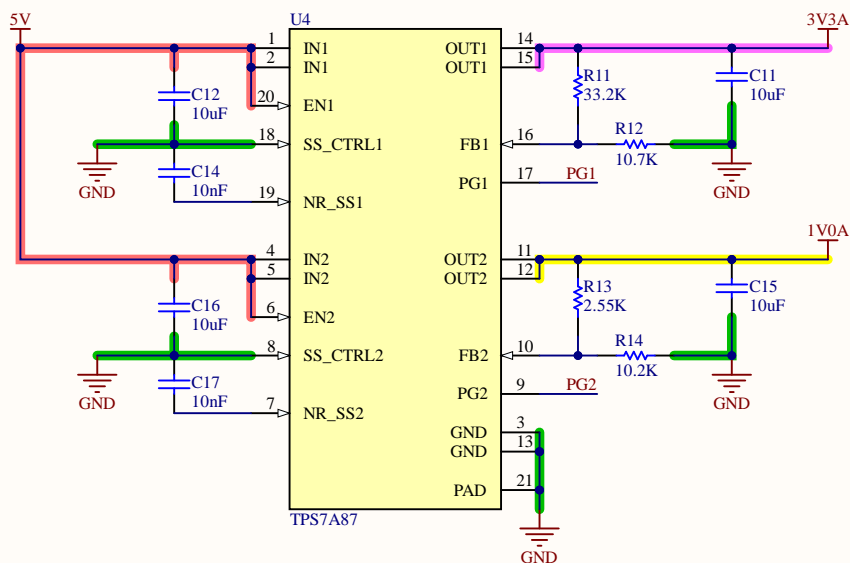 5V
U4
3V3A
1
IN1
OUT1
14
2
IN1
OUT1
15
C12
10uF
R11
33.2K
C11
10uF
20
EN1
18
SS_CTRL1
FB1
16
R12
10.7K
GND
C14
10nF
GND
PG1
17
PG1
19
NR_SS1
1V0A
4
IN2
OUT2
11
5
IN2
OUT2
12
C16
10uF
R13
2.55K
C15
10uF
6
EN2
8
SS_CTRL2
FB2
10
R14
10.2K
GND
C17
10nF
GND
PG2
9
PG2
7
NR_SS2
GND
3
GND
13
PAD
21
TPS7A87
GND